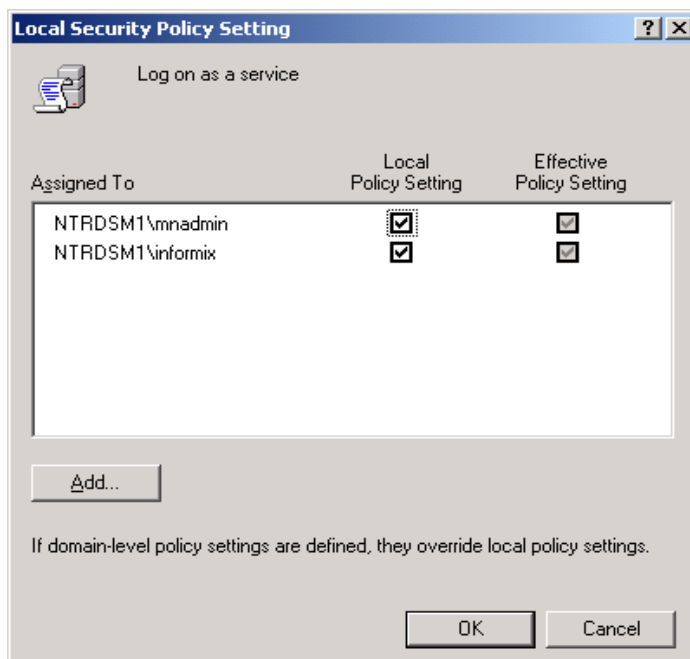 Local Security Policy Setting
Log on as a service
Assigned To
Local
Policy Setting
Effective
Policy Setting
NTRDSM1\mnadmin
NTRDSM1\informix
Add...
If domain-level policy settings are defined, they override local policy settings.
OK
Cancel